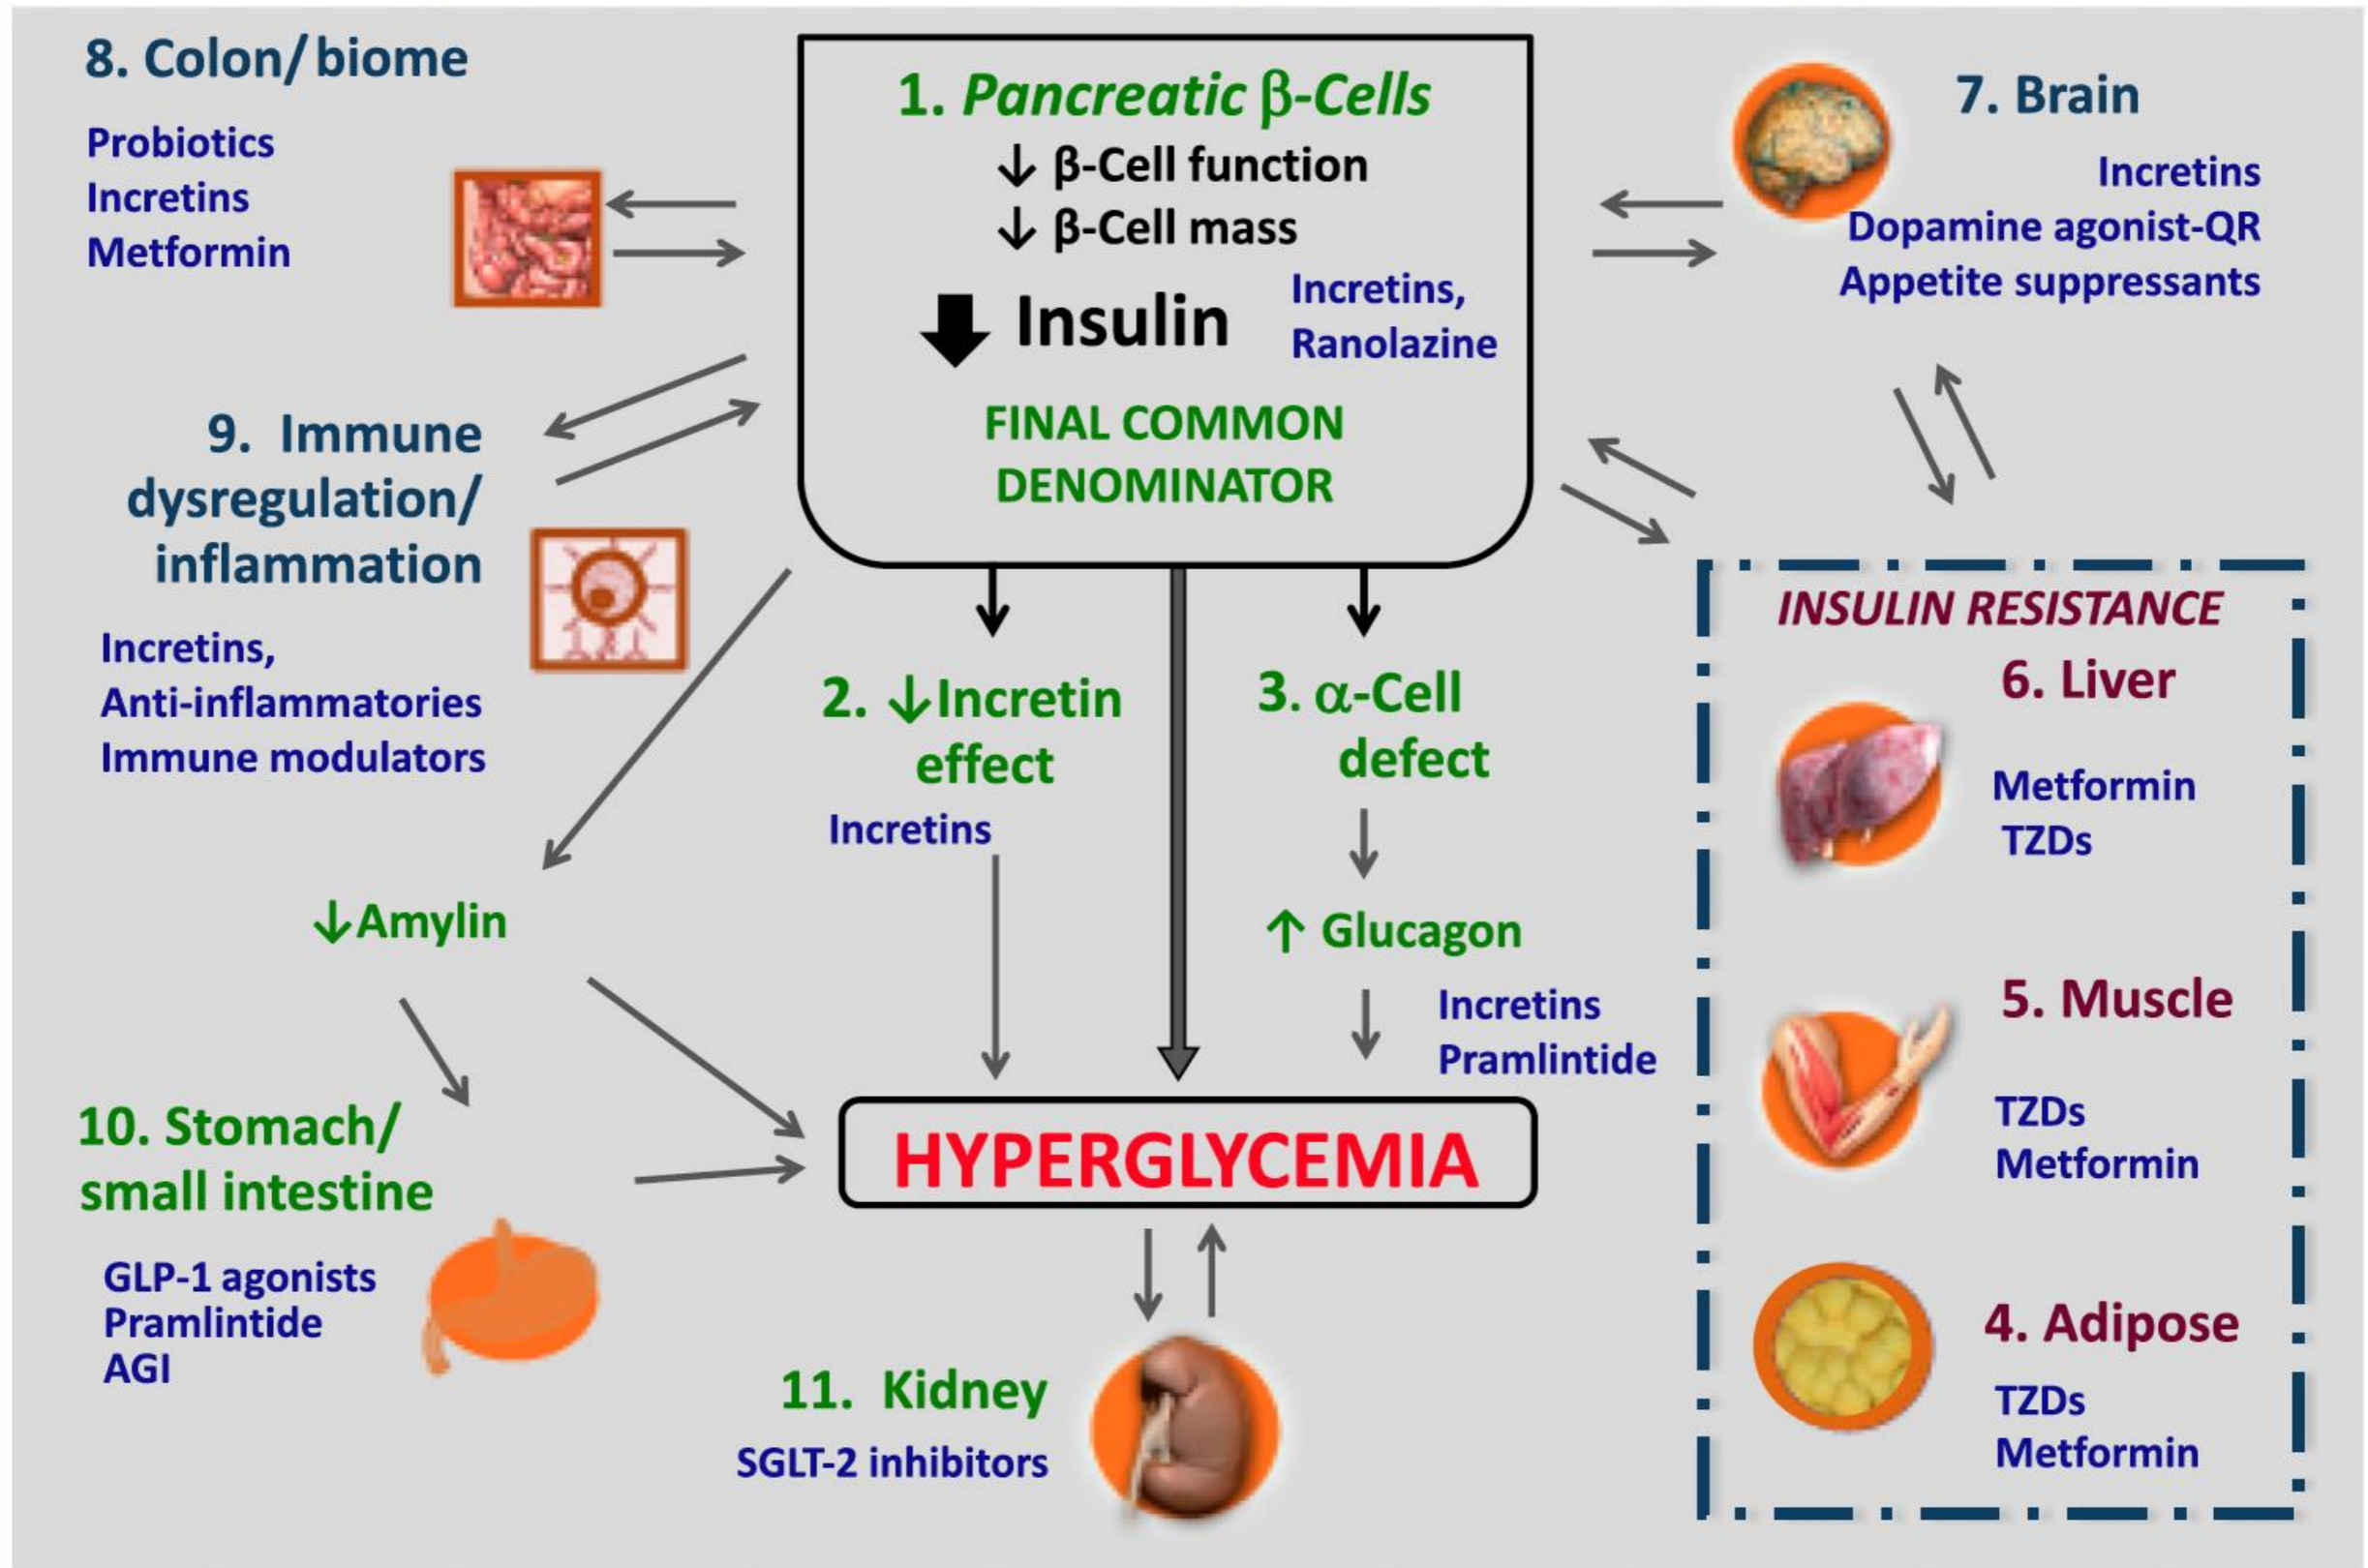 8. Colon/biome
Probiotics
Incretins
Metformin
1. Pancreatic β-Cells
↓ β-Cell function
↓ β-Cell mass
Insulin
Incretins,
Ranolazine
FINAL COMMON
DENOMINATOR
7. Brain
Incretins
Dopamine agonist-QR
Appetite suppressants
9. Immune
dysregulation/
inflammation
Incretins,
Anti-inflammatories
Immune modulators
2. ↓Incretin
effect
Incretins
3. α-Cell
defect
↑ Glucagon
Incretins
Pramlintide
↓Amylin
10. Stomach/
small intestine
GLP-1 agonists
Pramlintide
AGI
HYPERGLYCEMIA
11. Kidney
SGLT-2 inhibitors
INSULIN RESISTANCE
6. Liver
Metformin
TZDs
5. Muscle
TZDs
Metformin
4. Adipose
TZDs
Metformin